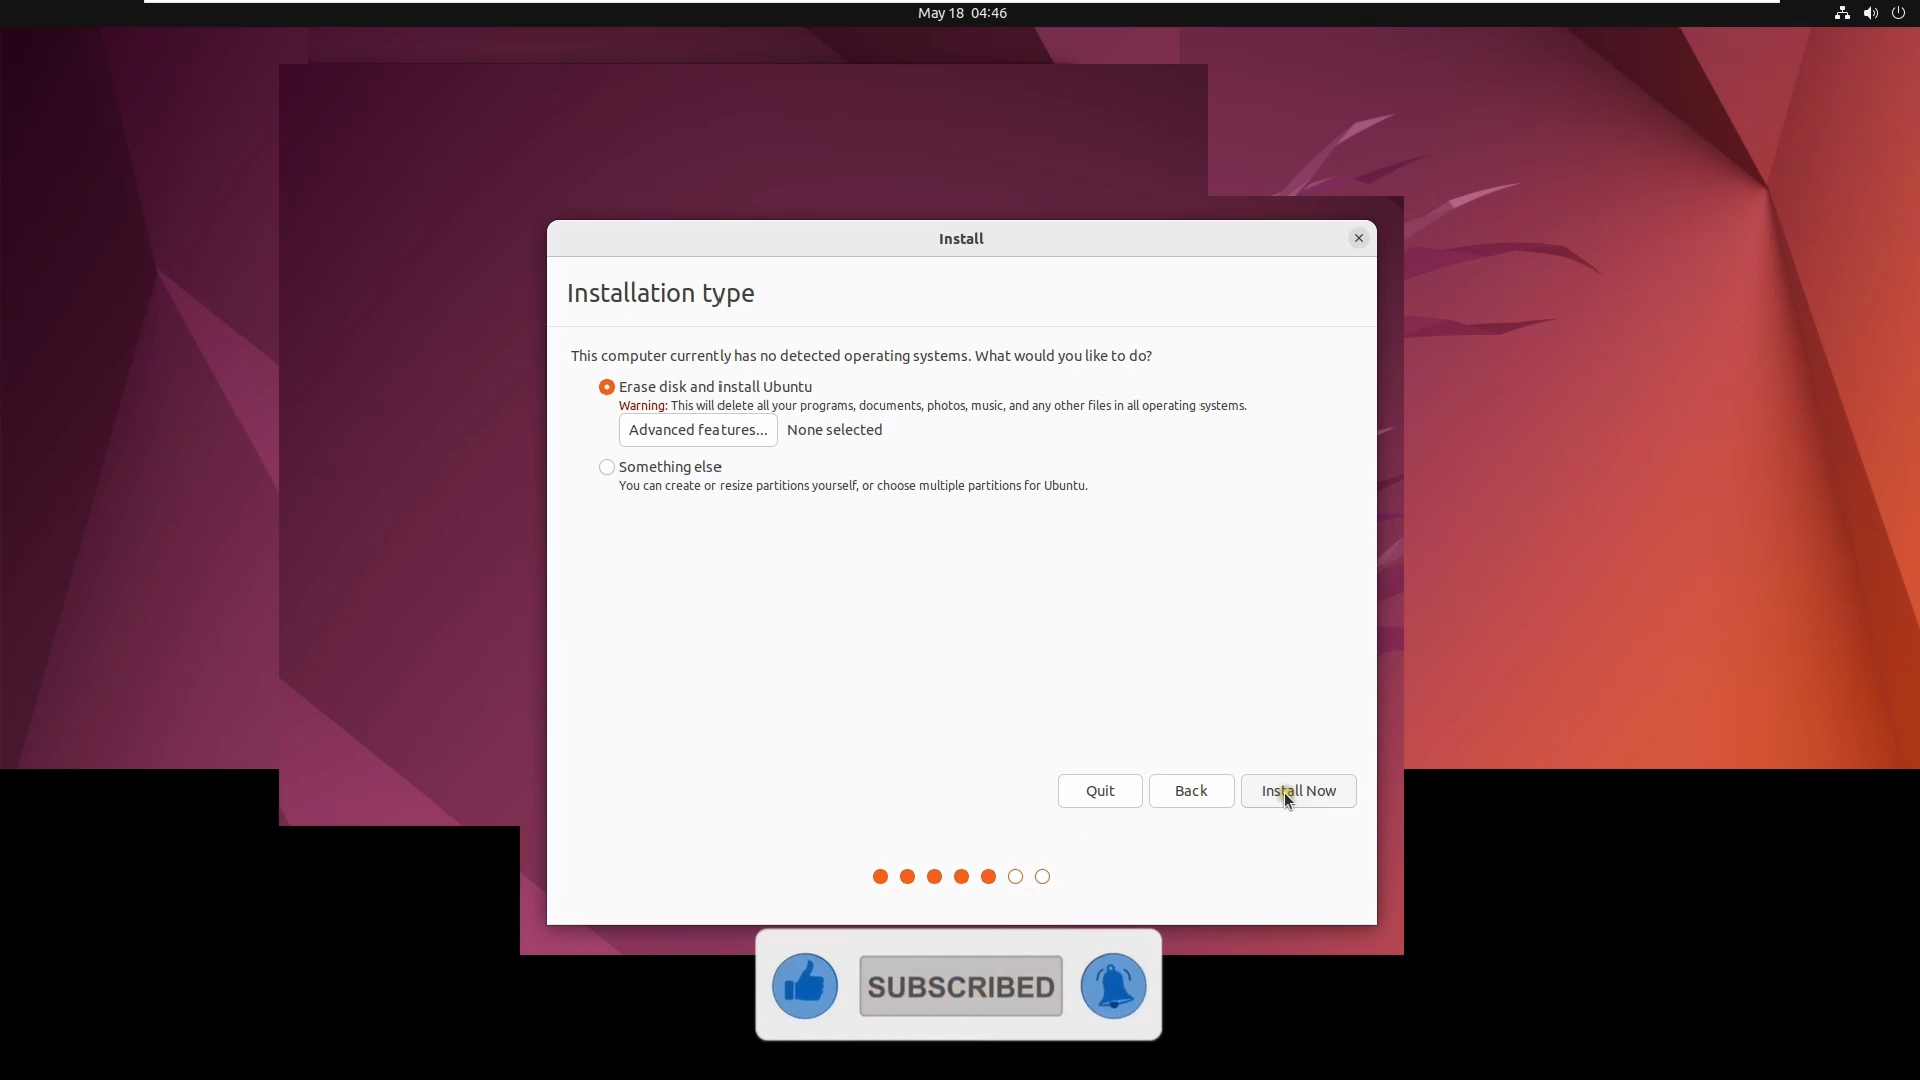 May 18 04:46
Install
Installation type
This computer currently has no detected operating systems. What would you like to do?
Erase disk and install Ubuntu
Warning: This will delete all your programs, documents, photos, music, and any other files in all operating systems.
Advanced features... None selected
Something else
You can create or resize partitions yourself, or choose multiple partitions for Ubuntu.
Quit Back Install Now
SUBSCRIBED